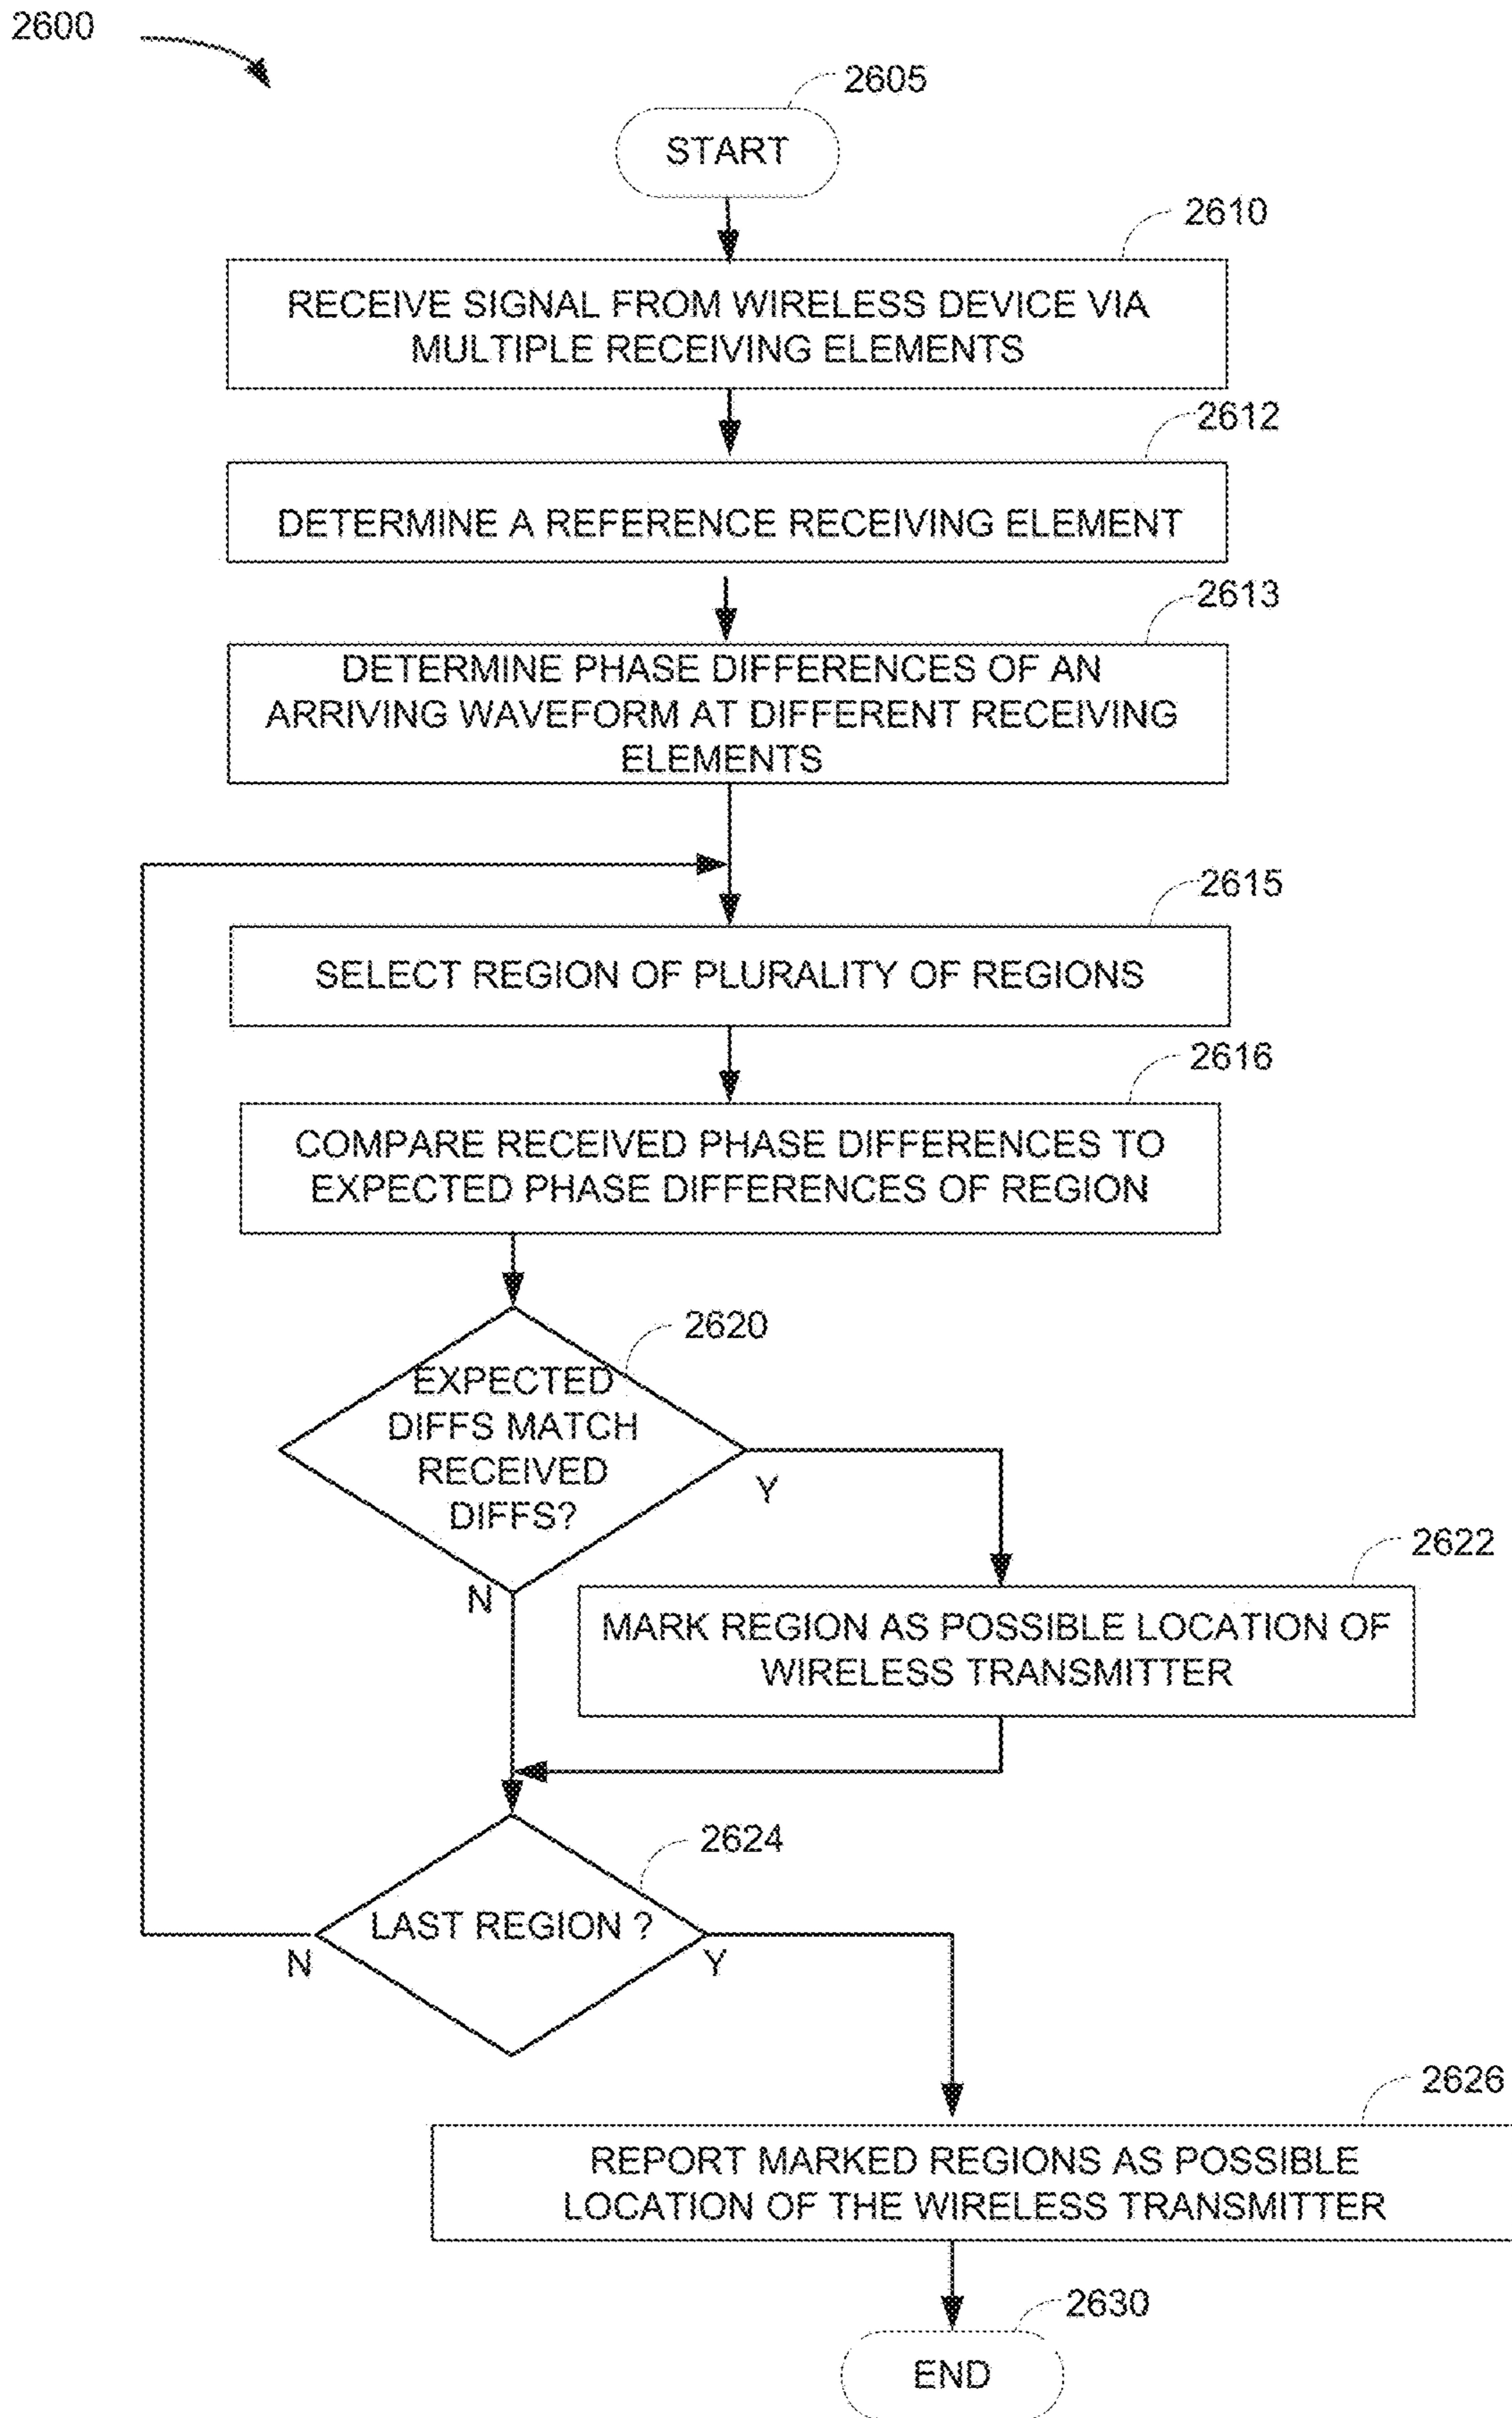 2600
2605
START
2610
RECEIVE SIGNAL FROM WIRELESS DEVICE VIA
MULTIPLE RECEIVING ELEMENTS
2612
DETERMINE A REFERENCE RECEIVING ELEMENT
2613
DETERMINE PHASE DIFFERENCES OF AN
ARRIVING WAVEFORM AT DIFFERENT RECEIVING
ELEMENTS
2615
SELECT REGION OF PLURALITY OF REGIONS
2616
COMPARE RECEIVED PHASE DIFFERENCES TO
EXPECTED PHASE DIFFERENCES OF REGION
2620
EXPECTED
DIFFS MATCH
RECEIVED
DIFFS?
Y
N
2622
MARK REGION AS POSSIBLE LOCATION OF
WIRELESS TRANSMITTER
2624
LAST REGION ?
N
Y
2626
REPORT MARKED REGIONS AS POSSIBLE
LOCATION OF THE WIRELESS TRANSMITTER
2630
END